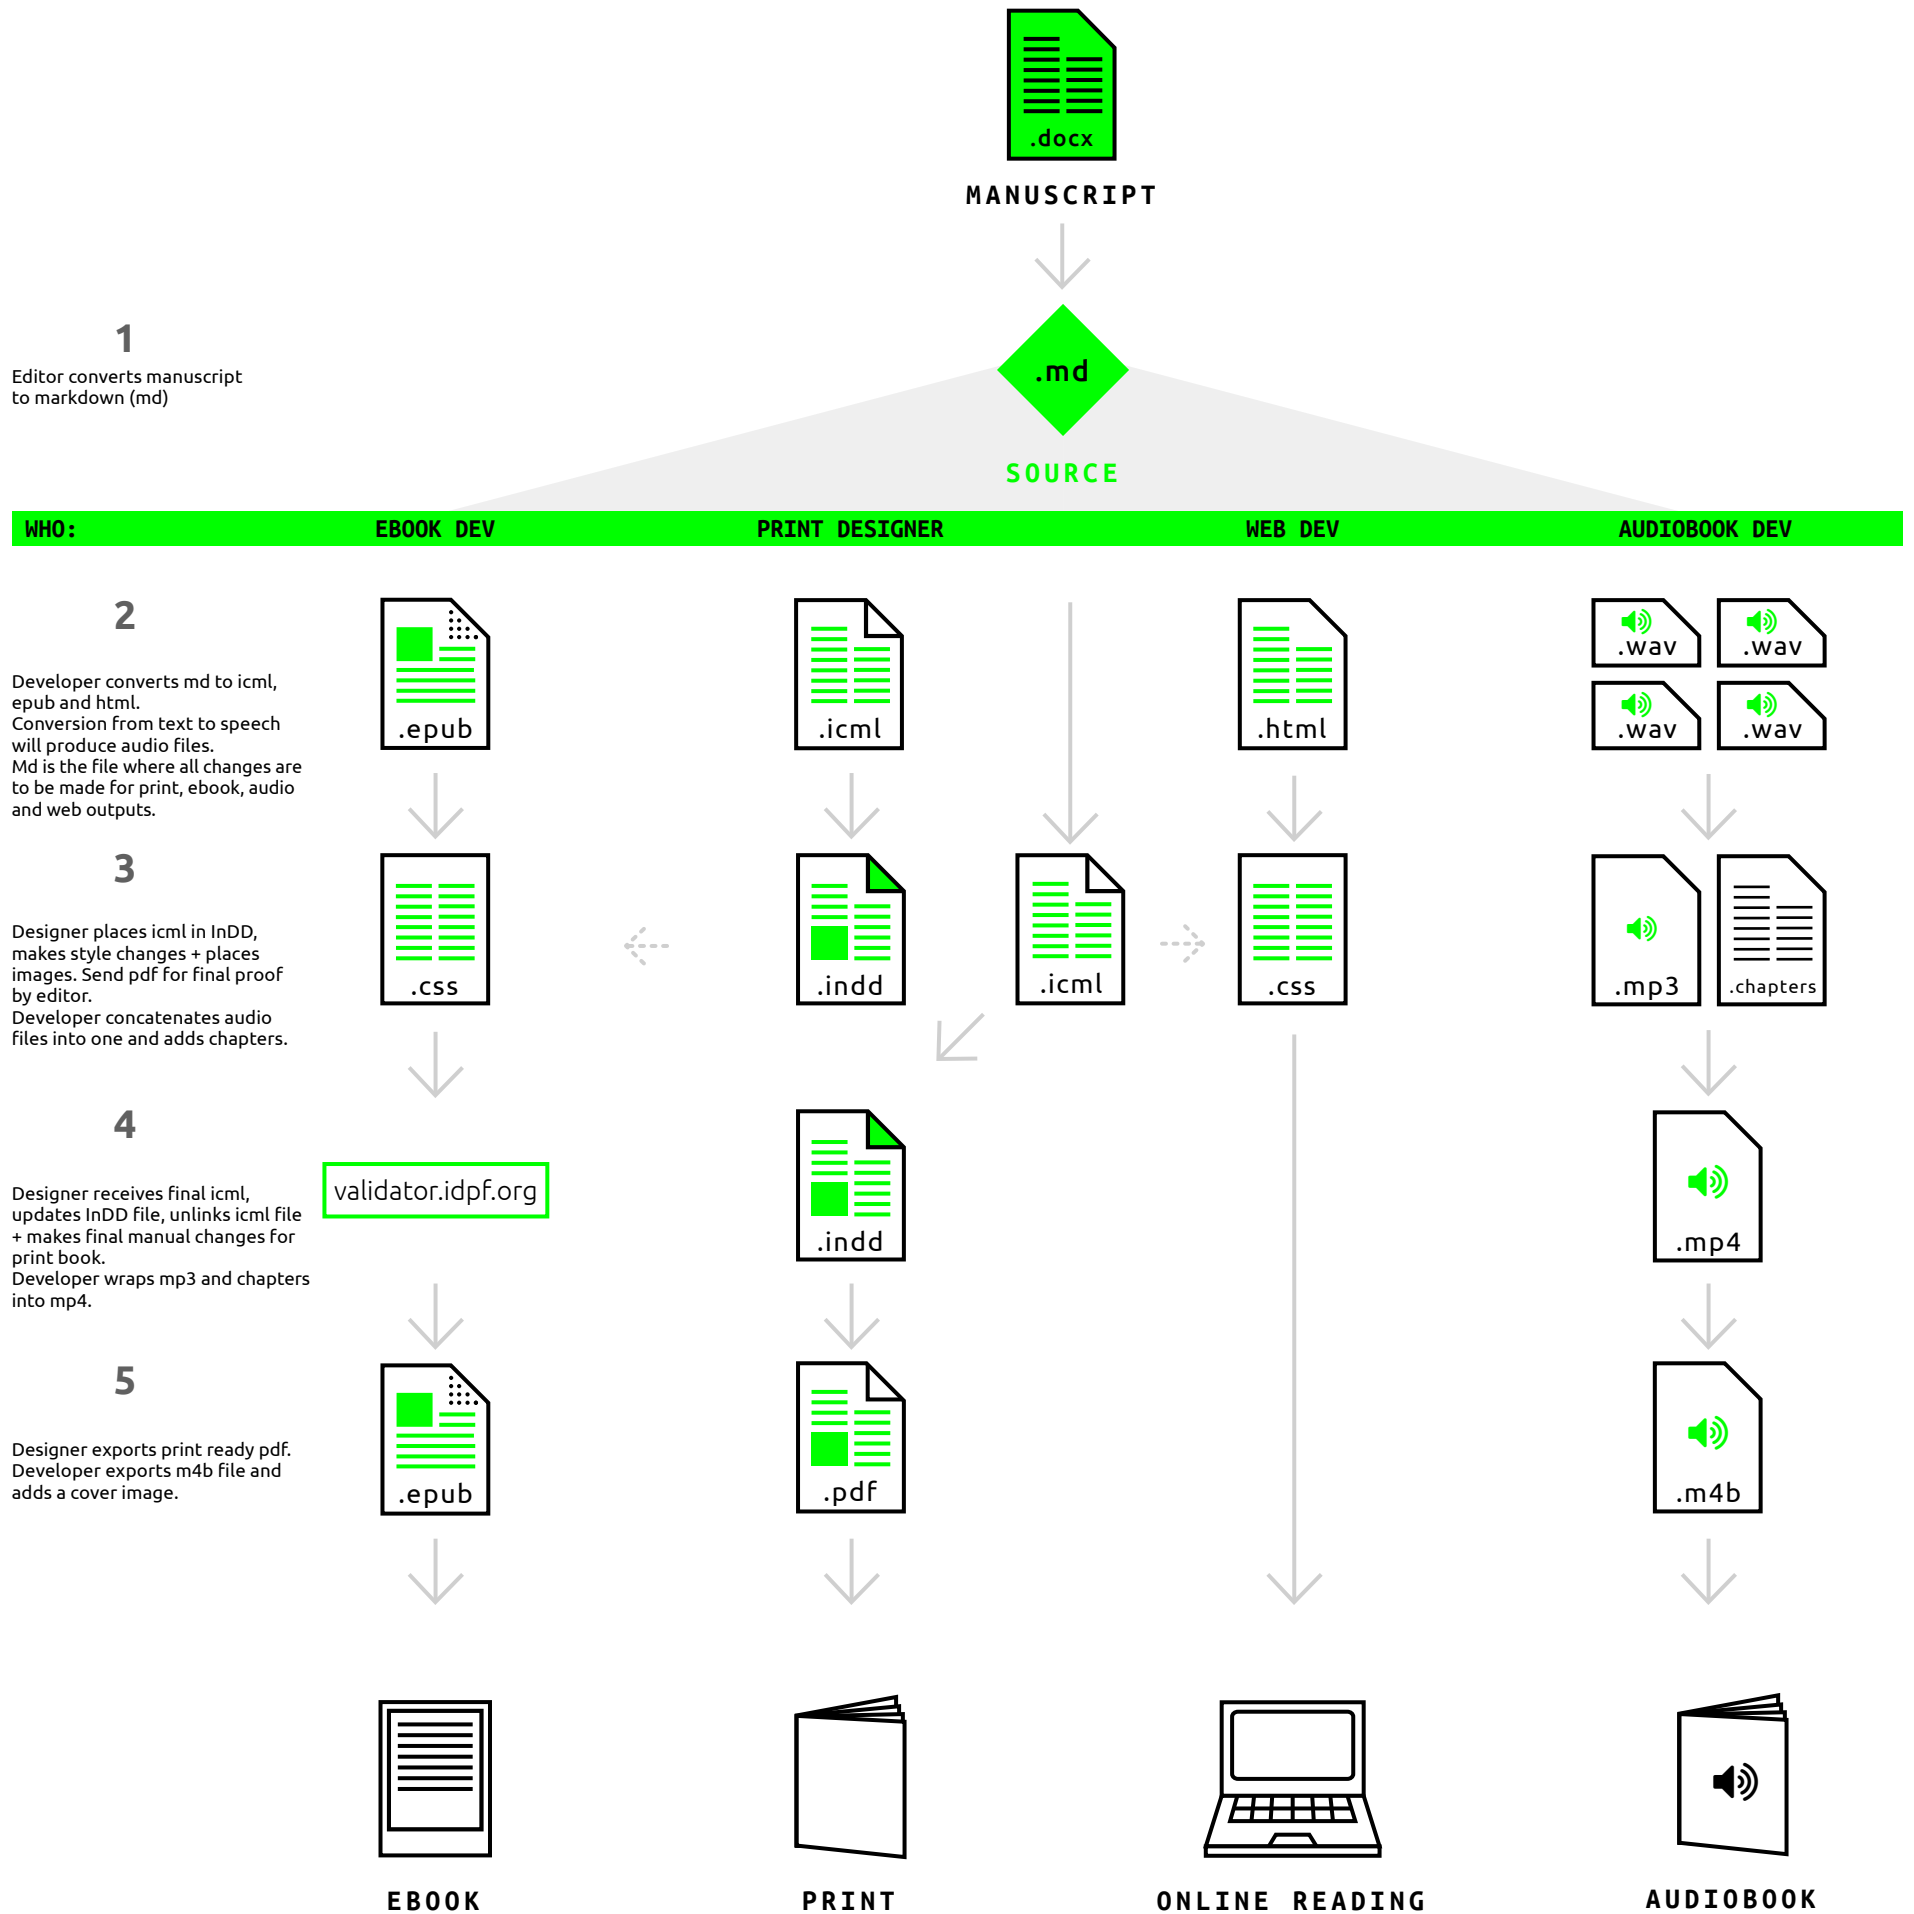 .docx
MANUSCRIPT
1
Editor converts manuscript
to markdown (md)
.md
SOURCE
WHO: EBOOK DEV PRINT DESIGNER WEB DEV AUDIOBOOK DEV
2
Developer converts md to icml,
epub and html.
Conversion from text to speech
will produce audio files.
Md is the file where all changes are
to be made for print, ebook, audio
and web outputs.
.epub
.icml
.html
.wav
.wav
.wav
.wav
3
Designer places icml in InDD,
makes style changes + places
images. Send pdf for final proof
by editor.
Developer concatenates audio
files into one and adds chapters.
.css
.indd
.icml
.css
.mp3
.chapters
4
Designer receives final icml,
updates InDD file, unlinks icml file
+ makes final manual changes for
print book.
Developer wraps mp3 and chapters
into mp4.
validator.idpf.org
.indd
.mp4
5
Designer exports print ready pdf.
Developer exports m4b file and
adds a cover image.
.epub
.pdf
.m4b
EBOOK
PRINT
ONLINE READING
AUDIOBOOK